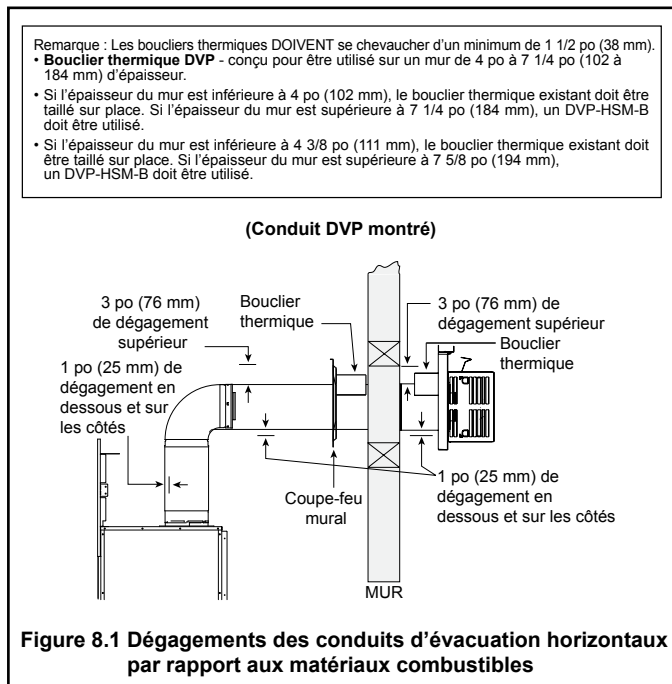 Remarque : Les boucliers thermiques DOIVENT se chevaucher d’un minimum de 1 1/2 po (38 mm).
• Bouclier thermique DVP - conçu pour être utilisé sur un mur de 4 po à 7 1/4 po (102 à
184 mm) d’épaisseur.
• Si l’épaisseur du mur est inférieure à 4 po (102 mm), le bouclier thermique existant doit être
taillé sur place. Si l’épaisseur du mur est supérieure à 7 1/4 po (184 mm), un DVP-HSM-B
doit être utilisé.
• Si l’épaisseur du mur est inférieure à 4 3/8 po (111 mm), le bouclier thermique existant doit
être taillé sur place. Si l’épaisseur du mur est supérieure à 7 5/8 po (194 mm),
un DVP-HSM-B doit être utilisé.
(Conduit DVP montré)
3 po (76 mm)
de dégagement
supérieur
Bouclier
thermique
3 po (76 mm) de
dégagement supérieur
Bouclier
thermique
1 po (25 mm) de
dégagement en
dessous et sur
les côtés
Coupe-feu
mural
1 po (25 mm) de
dégagement en
dessous et sur les côtés
MUR
Figure 8.1 Dégagements des conduits d’évacuation horizontaux
par rapport aux matériaux combustibles